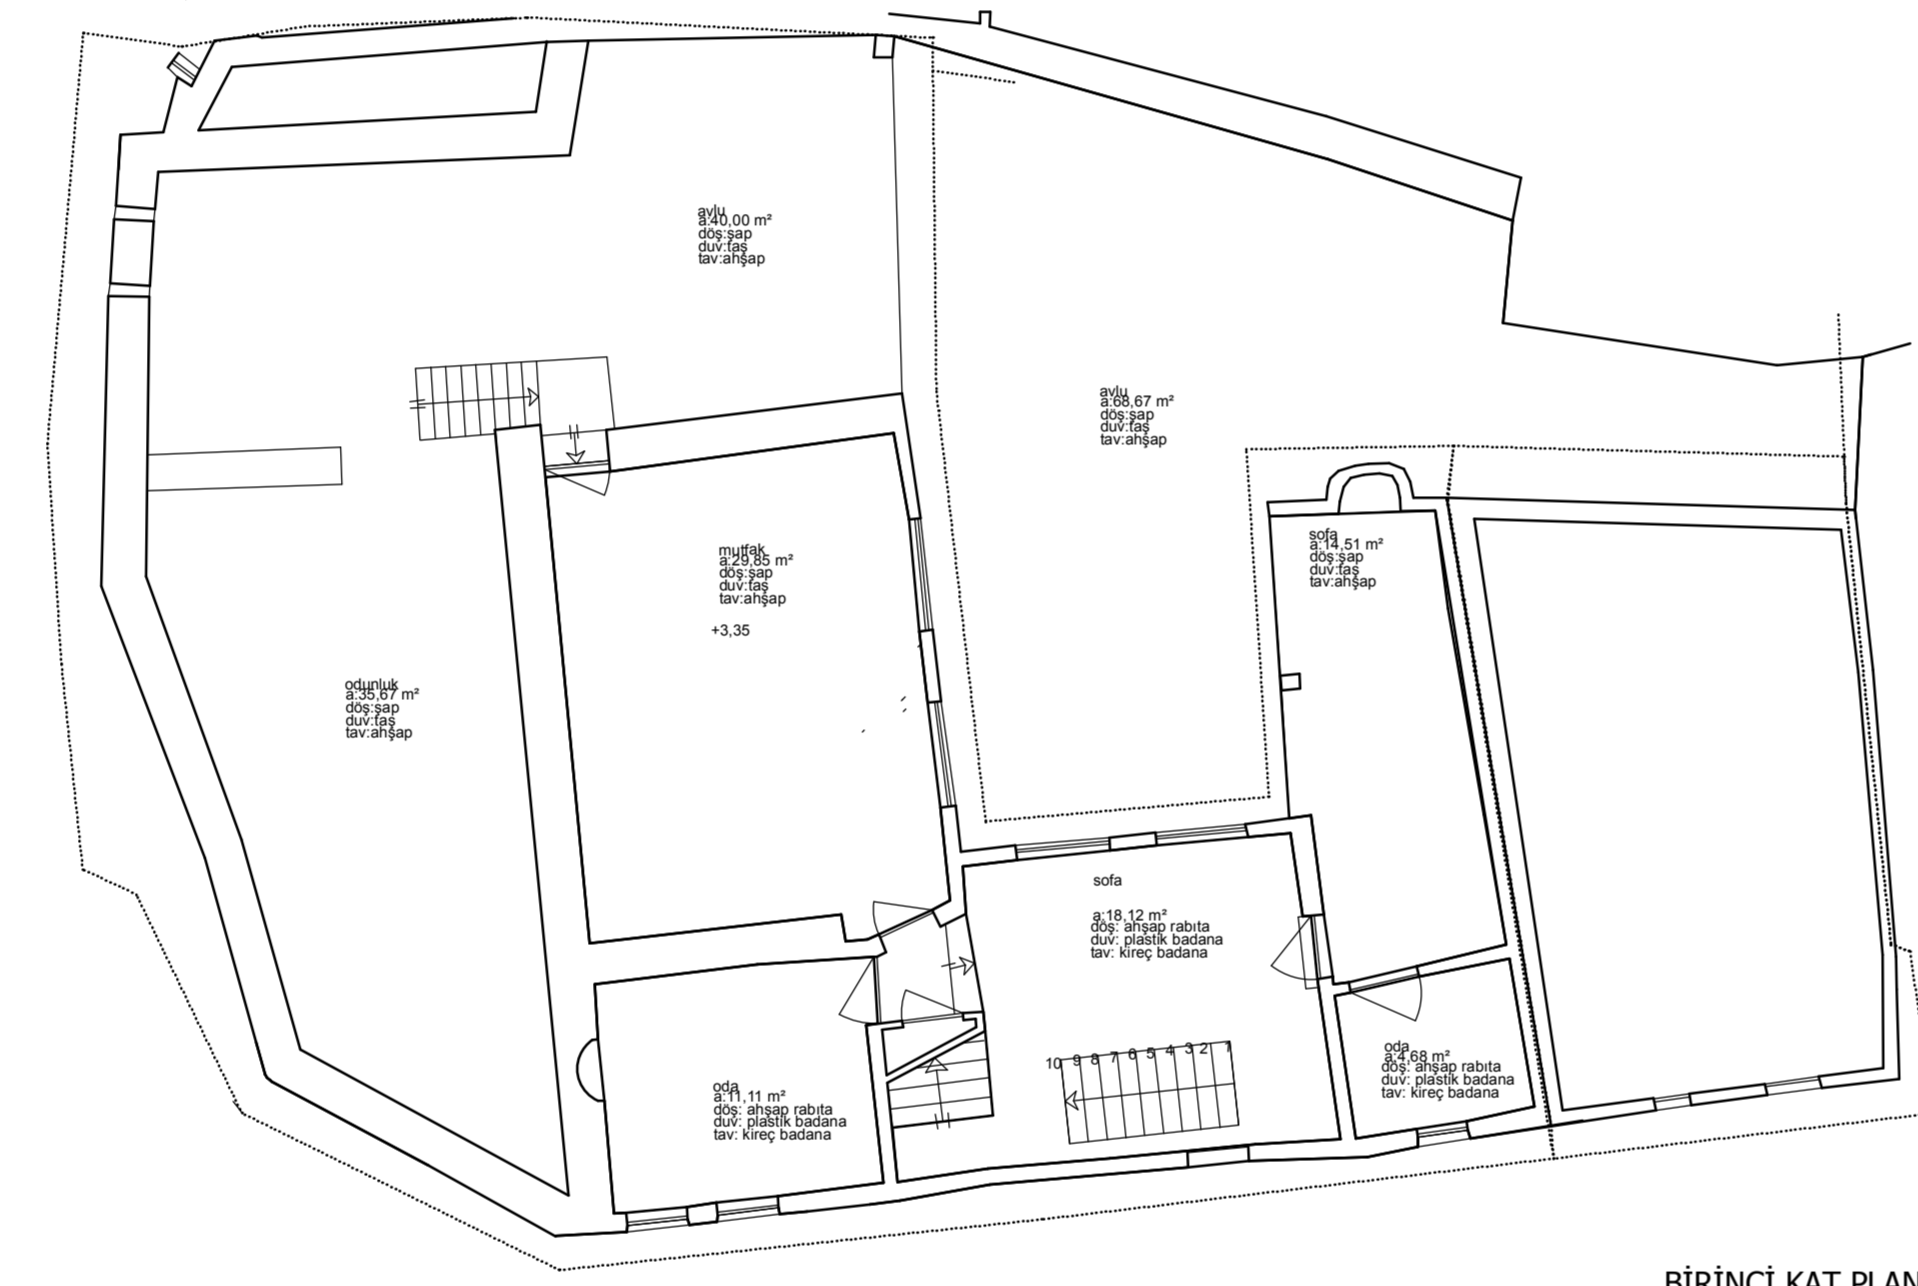 avlu
a:40,00 m²
döş:şap
duv:taş
tav:ahşap
avlu
a:68,67 m²
döş:şap
duv:taş
tav:ahşap
sofa
a:14,51 m²
döş:şap
duv:taş
tav:ahşap
mutfak
a:29,85 m²
döş:şap
duv:taş
tav:ahşap
+3,35
odunluk
a:35,67 m²
döş:şap
duv:taş
tav:ahşap
sofa
a:18,12 m²
döş: ahşap rabıta
duv: plastik badana
tav: kireç badana
10 9 8 7 6 5 4 3 2 1
oda
a:4,68 m²
döş: ahşap rabıta
duv: plastik badana
tav: kireç badana
oda
a:11,11 m²
döş: ahşap rabıta
duv: plastik badana
tav: kireç badana
BİRİNCİ KAT PLAN